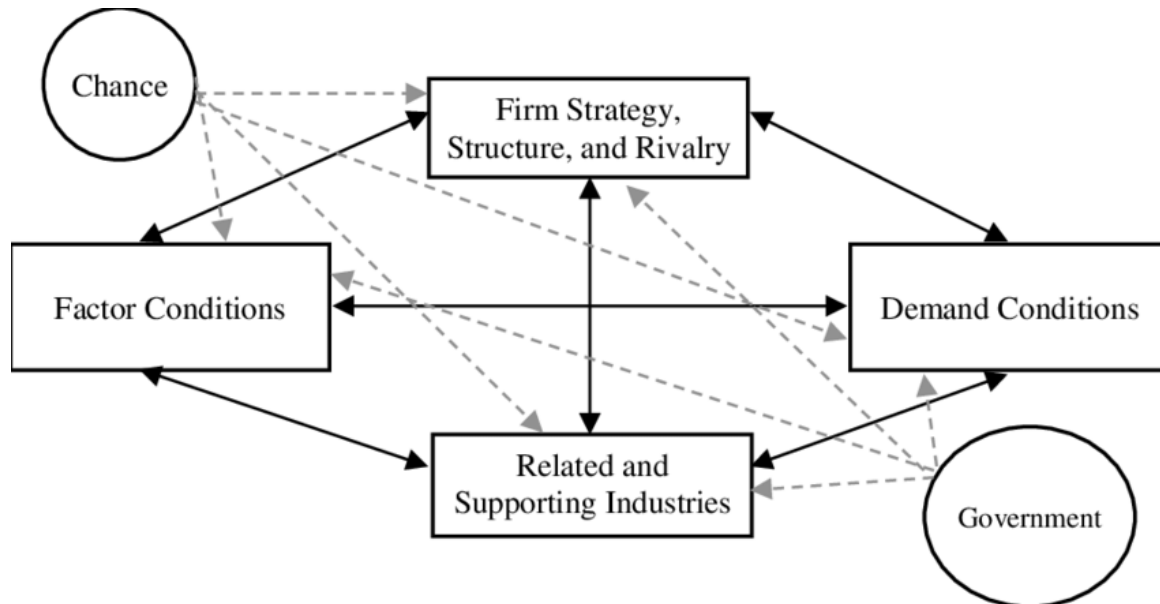 Chance
Firm Strategy,
Structure, and Rivalry
Factor Conditions
Demand Conditions
Related and
Supporting Industries
Government